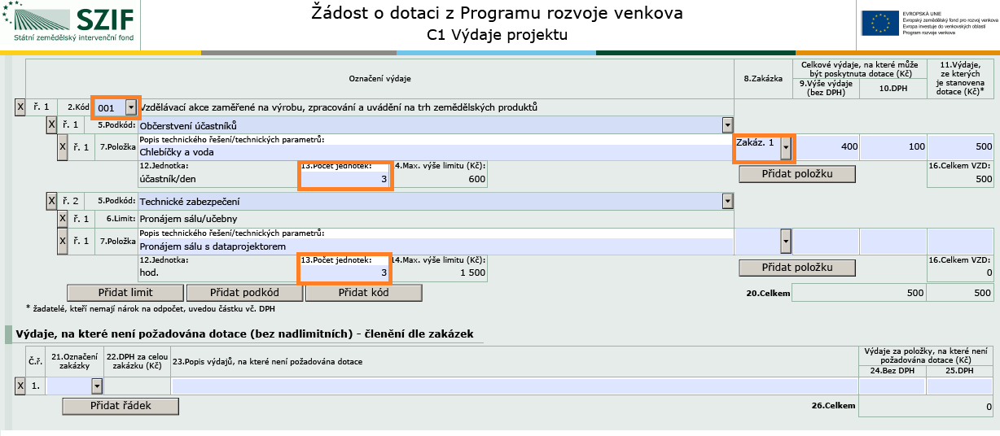 SZIF
Státní zemědělský intervenční fond
Žádost o dotaci z Programu rozvoje venkova
C1 Výdaje projektu
EVROPSKÁ UNIE
Evropský zemědělský fond pro rozvoj venkova
Evropa investuje do venkovských oblastí
Program rozvoje venkova
Označení výdaje
8.Zakázka
Celkové výdaje, na které může
být poskytnuta dotace (Kč)
9.Výše výdaje
(bez DPH)
10.DPH
11.Výdaje,
ze kterých
je stanovena
dotace (Kč)*
X ř. 1 2.Kód 001 Vzdělávací akce zaměřené na výrobu, zpracování a uvádění na trh zemědělských produktů
X ř. 1 5.Podkód: Občerstvení účastníků
X ř. 1 7.Položka Popis technického řešení/technických parametrů:
Chlebíčky a voda
Zakáz. 1 400 100 500
12.Jednotka: 13.Počet jednotek: 14.Max. výše limitu (Kč):
účastník/den 3 600
Přidat položku
16.Celkem VZD:
500
X ř. 2 5.Podkód: Technické zabezpečení
X ř. 1 6.Limit: Pronájem sálu/učebny
X ř. 1 7.Položka Popis technického řešení/technických parametrů:
Pronájem sálu s dataprojektorem
12.Jednotka: 13.Počet jednotek: 14.Max. výše limitu (Kč):
hod. 3 1 500
Přidat položku
16.Celkem VZD:
0
Přidat limit Přidat podkód Přidat kód
20.Celkem 500 500
* žadatelé, kteří nemají nárok na odpočet, uvedou částku vč. DPH
Výdaje, na které není požadována dotace (bez nadlimitních) - členění dle zakázek
Č.ř.
21.Označení
zakázky
22.DPH za celou
zakázku (Kč)
23.Popis výdajů, na které není požadována dotace
Výdaje za položky, na které není
požadována dotace (Kč)
24.Bez DPH 25.DPH
X 1.
Přidat řádek
26.Celkem 0